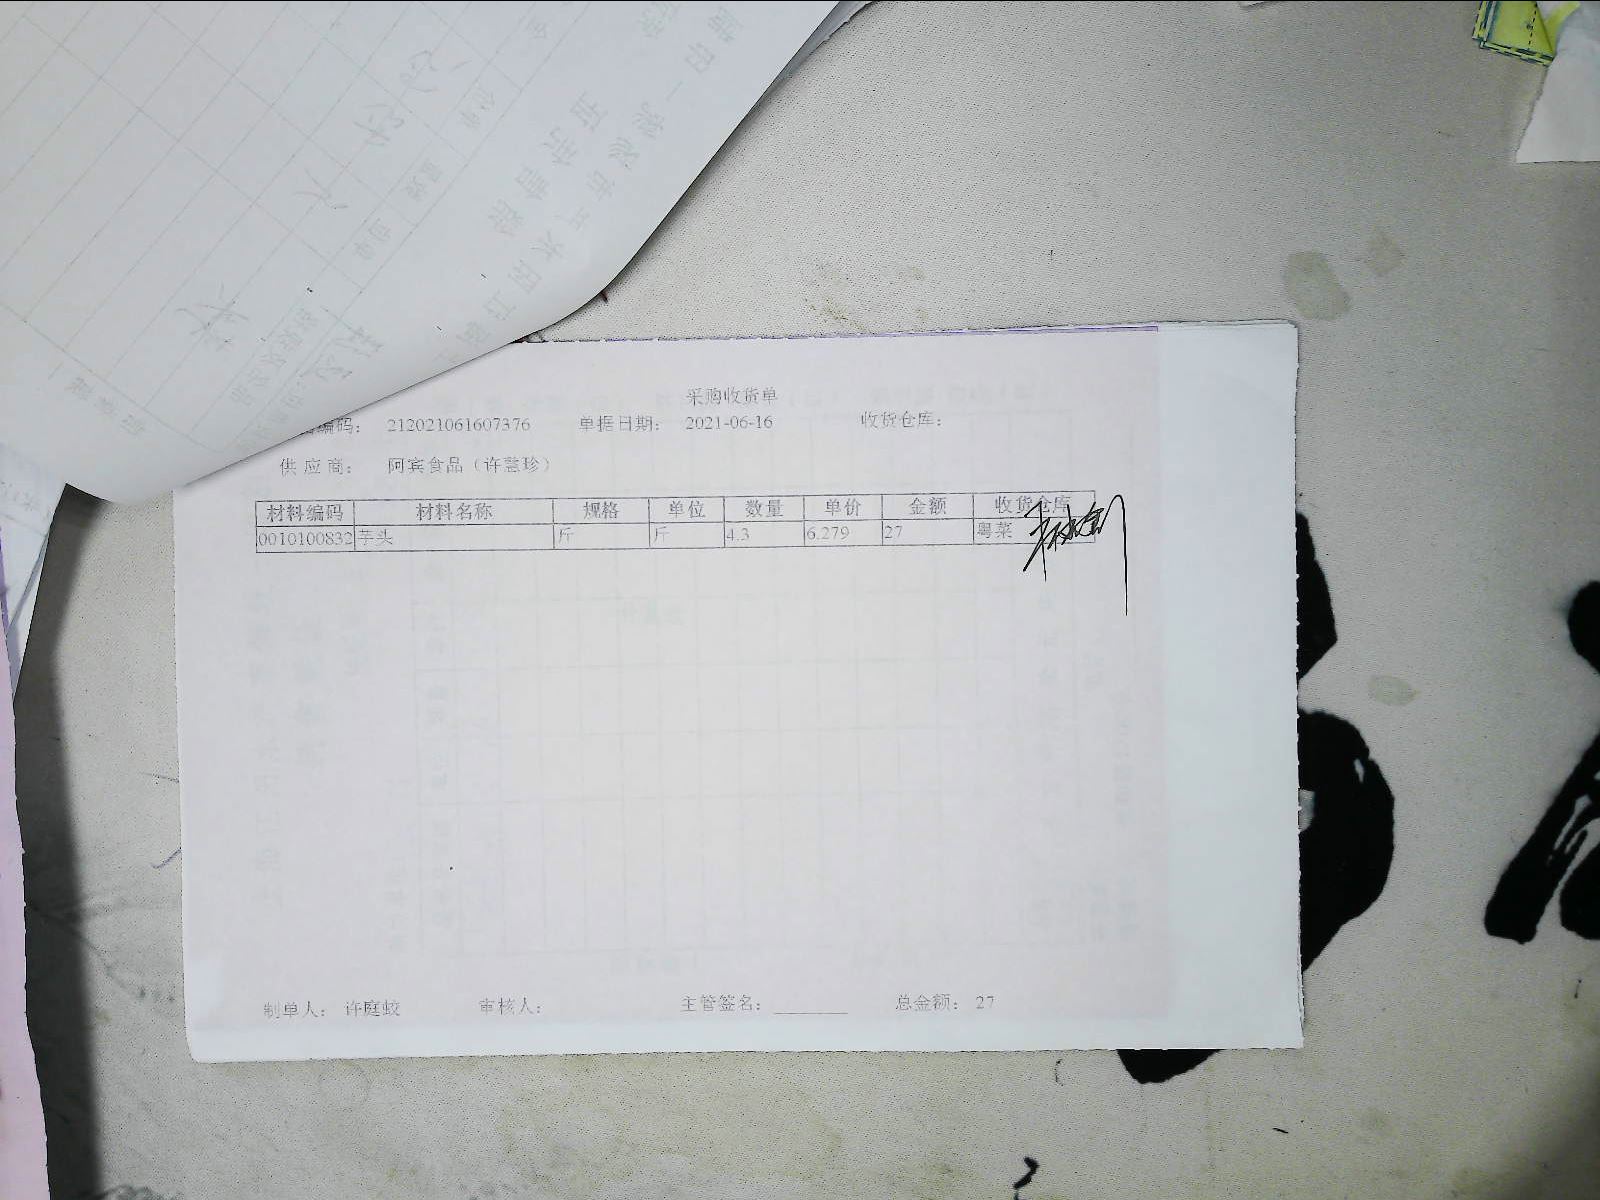 采购收货单
编码: 212021061607376 单据日期: 2021-06-16 收货仓库:
供应商: 阿宾食品（许慧珍）
材料编码 材料名称 规格 单位 数量 单价 金额 收货仓库
0010100832 芋头 斤 斤 4.3 6.279 27 粤菜
制单人: 许庭蛟 审核人: 主管签名: 总金额: 27